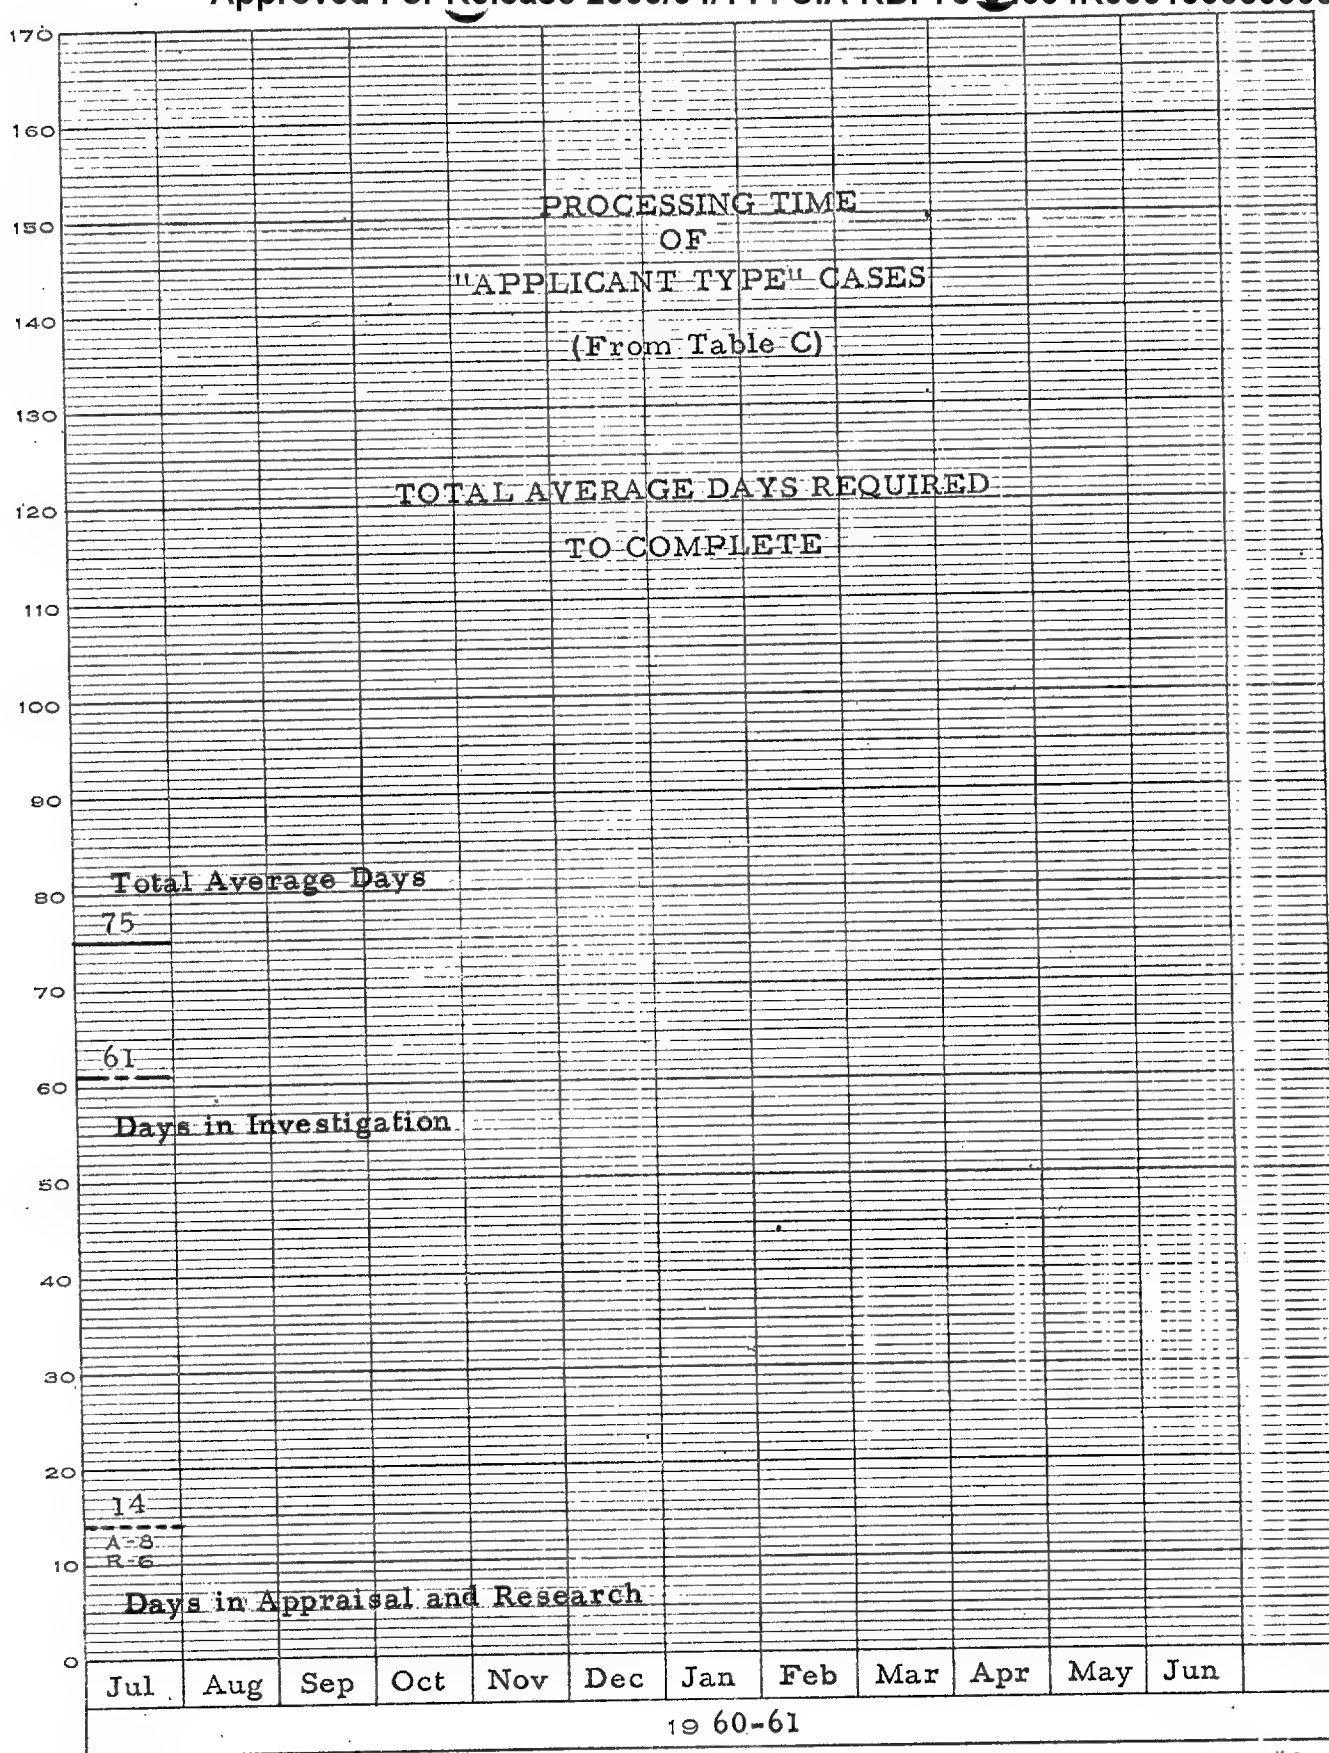 170
160
150
140
130
120
110
100
90
80
70
60
50
40
30
20
10
0
PROCESSING TIME
OF
"APPLICANT TYPE" CASES
(From Table C)
TOTAL AVERAGE DAYS REQUIRED
TO COMPLETE
Total Average Days
75
61
Days in Investigation
14
A-8
R-6
Days in Appraisal and Research
Jul Aug Sep Oct Nov Dec Jan Feb Mar Apr May Jun
19 60-61